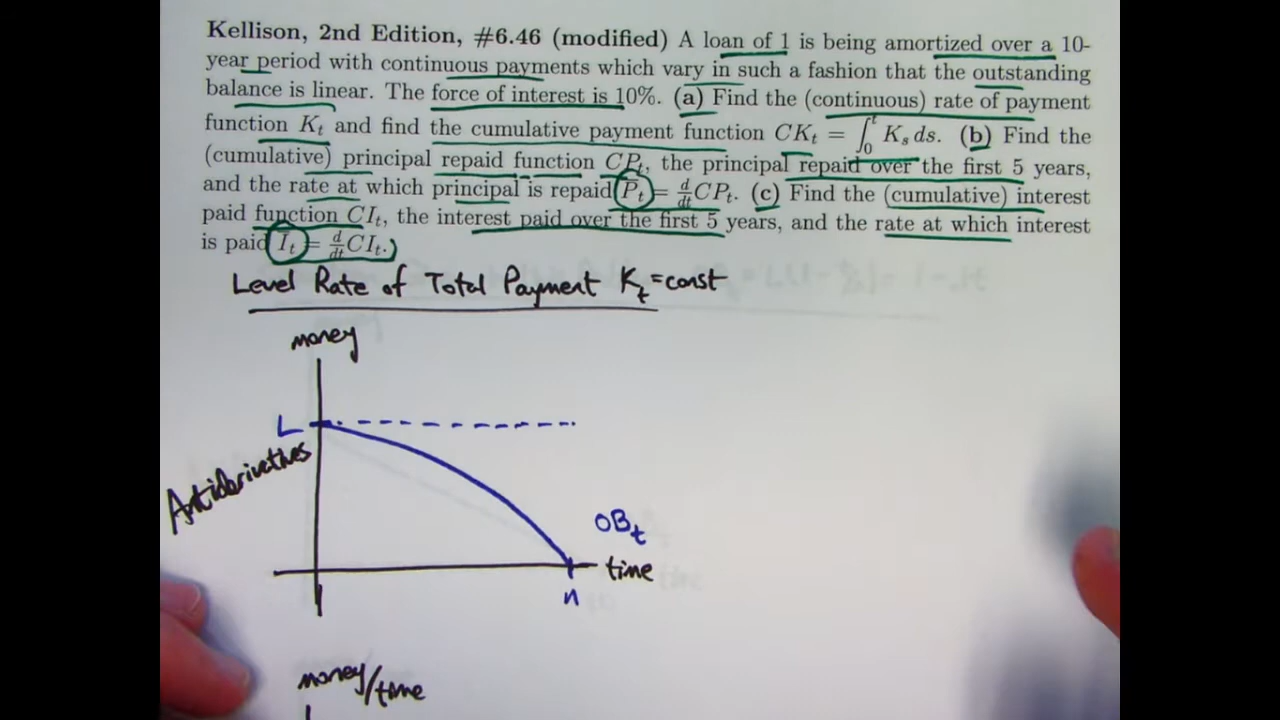 Kellison, 2nd Edition, #6.46 (modified) A loan of 1 is being amortized over a 10-
year period with continuous payments which vary in such a fashion that the outstanding
balance is linear. The force of interest is 10%. (a) Find the (continuous) rate of payment
function K_t and find the cumulative payment function CK_t = ∫_0^t K_s ds. (b) Find the
(cumulative) principal repaid function CP_t, the principal repaid over the first 5 years,
and the rate at which principal is repaid P_t = d/dt CP_t. (c) Find the (cumulative) interest
paid function CI_t, the interest paid over the first 5 years, and the rate at which interest
is paid I_t = d/dt CI_t.)
Level Rate of Total Payment K_t = const
money
L
Antiderivatives
OB_t
time
n
money/time